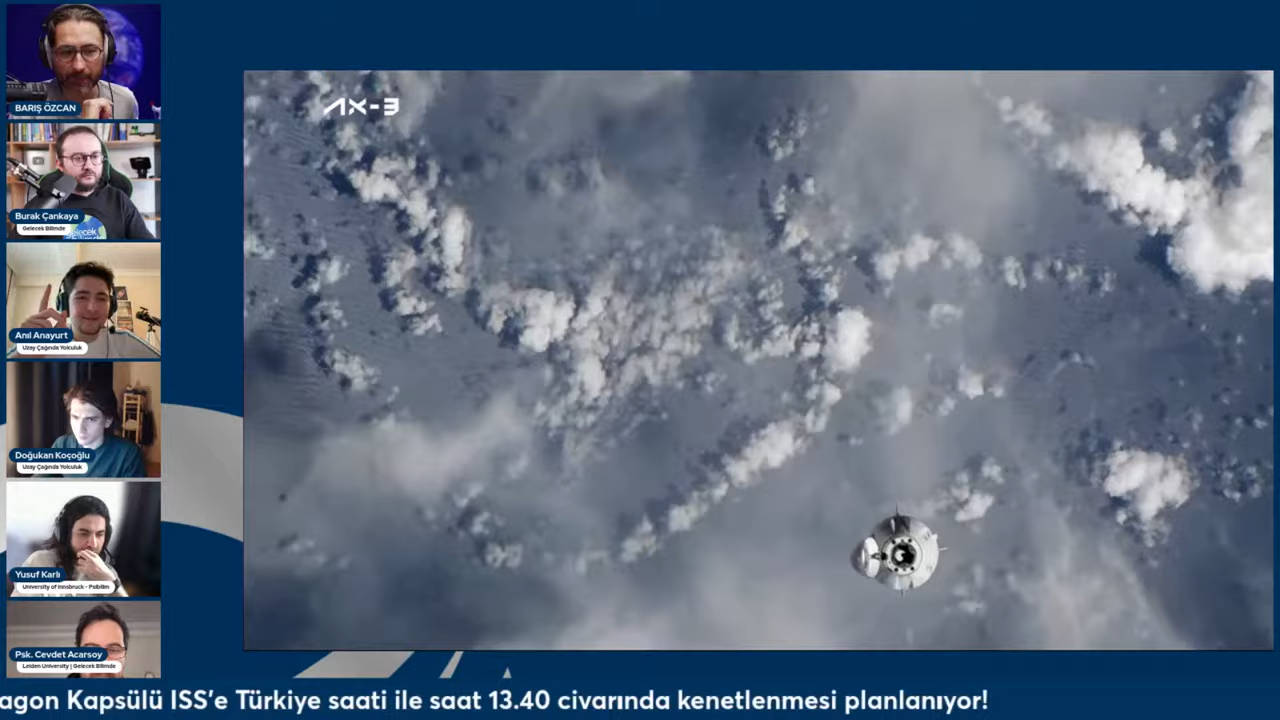 BARIŞ ÖZCAN
Burak Çankaya
Gelecek Bilimde
Anıl Anayurt
Uzay Çağında Yolculuk
Doğukan Koçoğlu
Uzay Çağında Yolculuk
Yusuf Karlı
University of Innsbruck - Psibilim
Psk. Cevdet Acarsoy
Leiden University | Gelecek Bilimde
AX-3
agon Kapsülü ISS'e Türkiye saati ile saat 13.40 civarında kenetlenmesi planlanıyor!